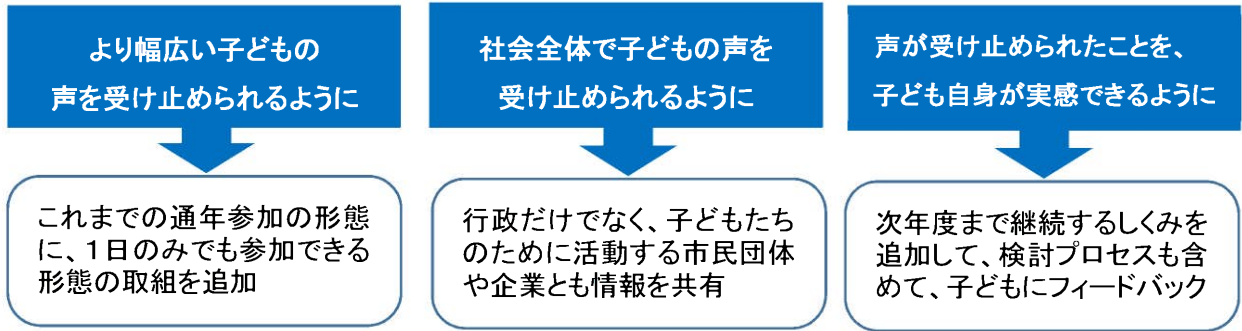 より幅広い子どもの
声を受け止められるように
これまでの通年参加の形態
に、１日のみでも参加できる
形態の取組を追加
社会全体で子どもの声を
受け止められるように
行政だけでなく、子どもたち
のために活動する市民団体
や企業とも情報を共有
声が受け止められたことを、
子ども自身が実感できるように
次年度まで継続するしくみを
追加して、検討プロセスも含
めて、子どもにフィードバック